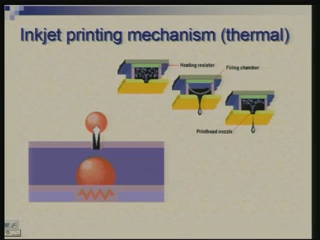 Inkjet printing mechanism (thermal)
Heating resistor
Firing chamber
Printhead nozzle